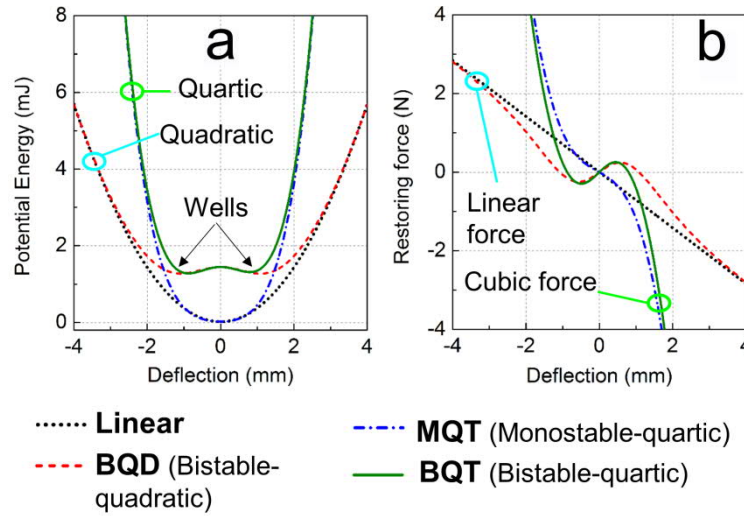 a
b
8
6
4
2
0
Potential Energy (mJ)
Quartic
Quadratic
Wells
-4
-2
0
2
4
Deflection (mm)
2
0
-2
-4
Restoring force (N)
Linear
force
Cubic force
-4
-2
0
2
4
Deflection (mm)
Linear
BQD (Bistable-
quadratic)
MQT (Monostable-quartic)
BQT (Bistable-quartic)